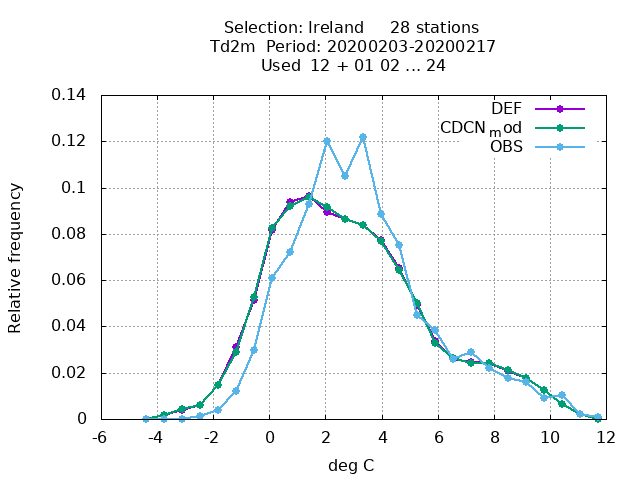 Selection: Ireland     28 stations
Td2m  Period: 20200203-20200217
Used  12 + 01 02 ... 24
0.14
0.12
0.1
0.08
0.06
0.04
0.02
0
-6 -4 -2 0 2 4 6 8 10 12
Relative frequency
deg C
DEF
CDCN_mod
OBS